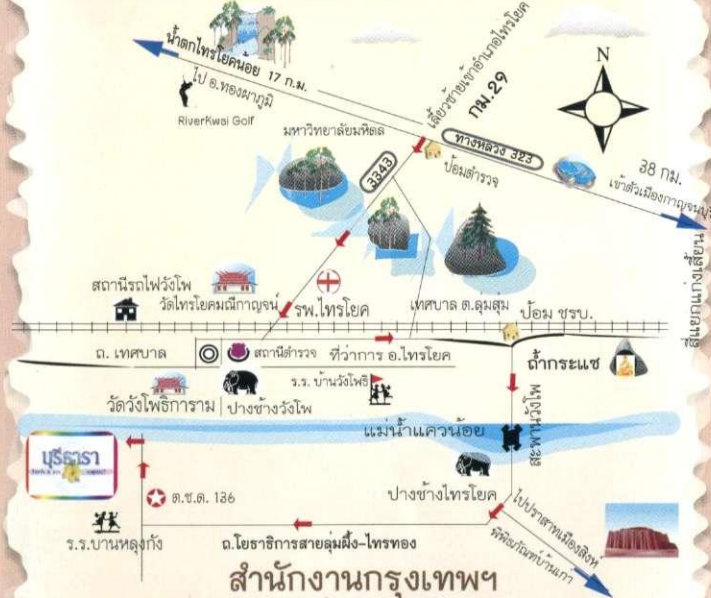 น้ำตกไทรโยคน้อย 17 ก.ม.
ไป อ.ทองผาภูมิ
RiverKwai Golf
เลี้ยวซ้ายเข้าอำเภอไทรโยค
กม.29
N
มหาวิทยาลัยมหิดล
3343
ป้อมตำรวจ
ทางหลวง 323
38 กม.
เข้าตัวเมืองกาญจนบุรี
สถานีรถไฟวังโพ
วัดไทรโยคมณีกาญจน์
รพ.ไทรโยค
เทศบาล ต.ลุ่มสุ่ม
ป้อม ชรบ.
ถ. เทศบาล
สถานีตำรวจ
ที่ว่าการ อ.ไทรโยค
ถ้ำกระแซ
วัดวังโพธิการาม
ปางช้างวังโพ
ร.ร. บ้านวังโพธิ์
แม่น้ำแควน้อย
สะพานวังโพ
บุรีธารา
ปางช้างไทรโยค
ต.ช.ด. 136
ร.ร.บ้านหลุงกัง
ถ.โยธาธิการสายลุ่มผึ้ง-ไทรทอง
ไปปราสาทเมืองสิงห์
พิพิธภัณฑ์บ้านเก่า
สำนักงานกรุงเทพฯ